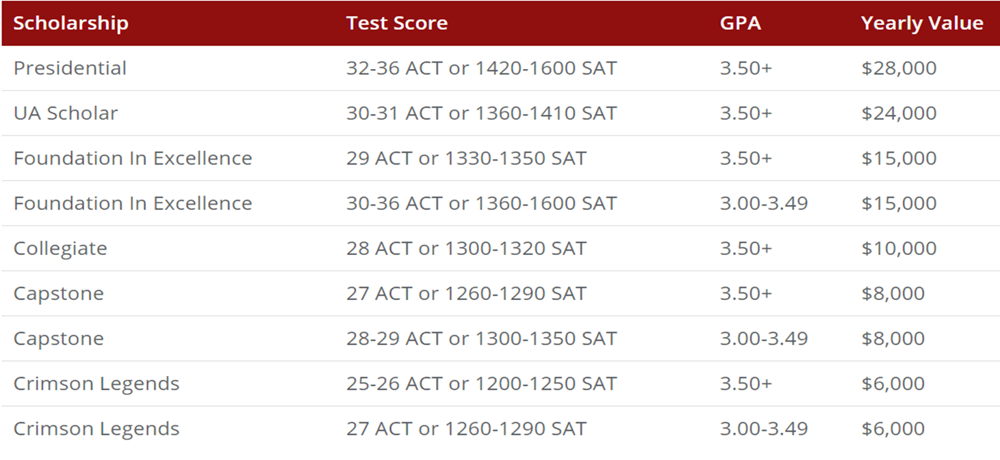 Scholarship Test Score GPA Yearly Value
Presidential 32-36 ACT or 1420-1600 SAT 3.50+ $28,000
UA Scholar 30-31 ACT or 1360-1410 SAT 3.50+ $24,000
Foundation In Excellence 29 ACT or 1330-1350 SAT 3.50+ $15,000
Foundation In Excellence 30-36 ACT or 1360-1600 SAT 3.00-3.49 $15,000
Collegiate 28 ACT or 1300-1320 SAT 3.50+ $10,000
Capstone 27 ACT or 1260-1290 SAT 3.50+ $8,000
Capstone 28-29 ACT or 1300-1350 SAT 3.00-3.49 $8,000
Crimson Legends 25-26 ACT or 1200-1250 SAT 3.50+ $6,000
Crimson Legends 27 ACT or 1260-1290 SAT 3.00-3.49 $6,000